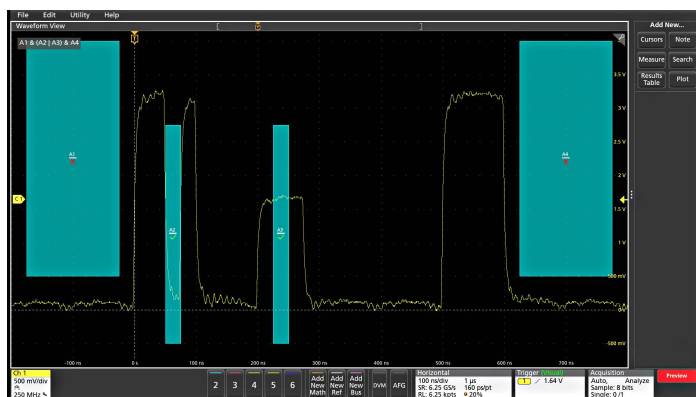 File Edit Utility Help
Waveform View
Add New...
A1 & (A2 | A3) & A4
Cursors Note
Measure Search
Results Table Plot
3.5 V
3 V
2.5 V
2 V
1.5 V
1 V
500 mV
0 V
-500 mV
A1
A2
A3
A4
C1
-100 ns 0 s 100 ns 200 ns 300 ns 400 ns 500 ns 600 ns 700 ns
Ch 1
500 mV/div
250 MHz
2 3 4 5 6
Add New Math
Add New Ref
Add New Bus
DVM AFG
Horizontal
100 ns/div 1 µs
SR: 6.25 GS/s 160 ps/pt
RL: 6.25 kpts 20%
Trigger (Visual)
1 1.64 V
Acquisition
Auto, Analyze
Sample: 8 bits
Single: 0 /1
Preview